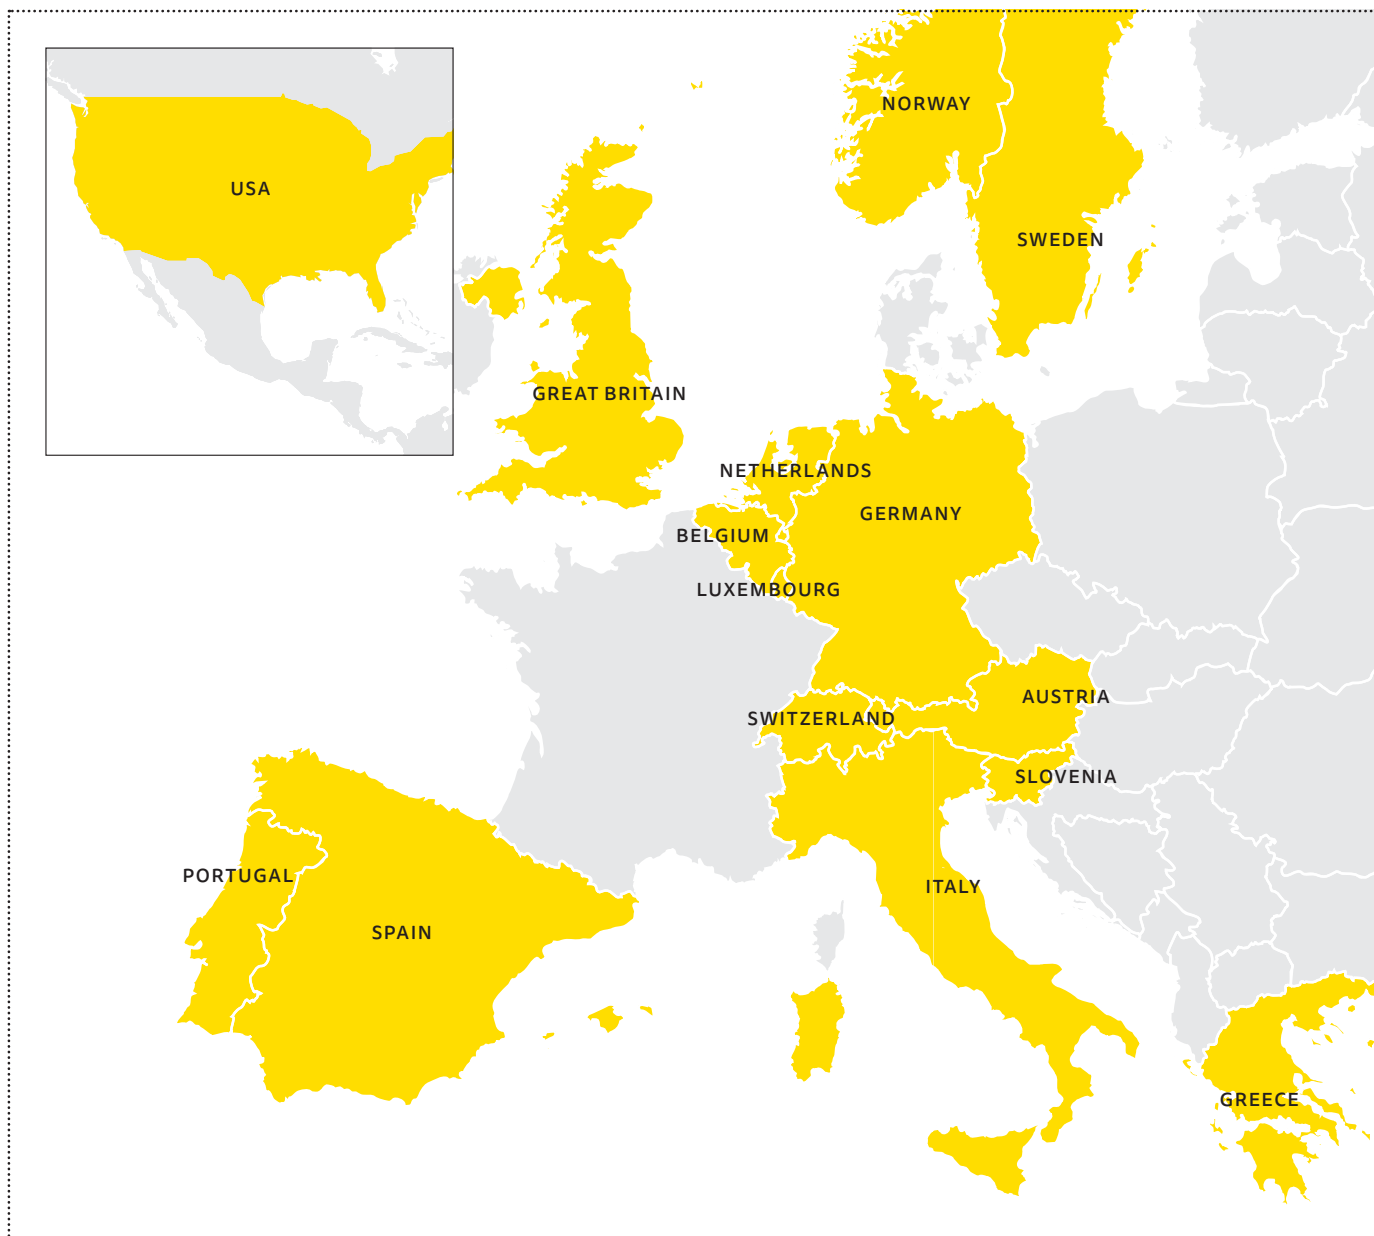 NORWAY
USA
SWEDEN
GREAT BRITAIN
NETHERLANDS
GERMANY
BELGIUM
LUXEMBOURG
AUSTRIA
SWITZERLAND
SLOVENIA
PORTUGAL
ITALY
SPAIN
GREECE